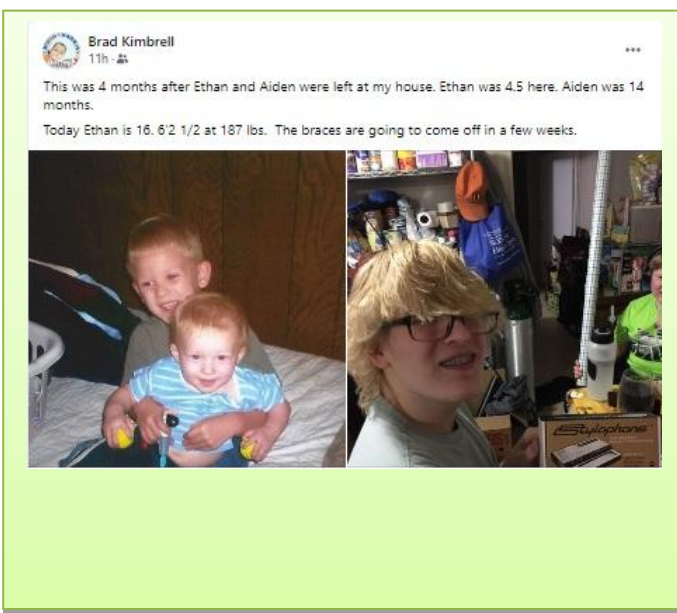 Brad Kimbrell
11h ·
This was 4 months after Ethan and Aiden were left at my house. Ethan was 4.5 here. Aiden was 14
months.
Today Ethan is 16. 6'2 1/2 at 187 lbs.  The braces are going to come off in a few weeks.
Stylophone